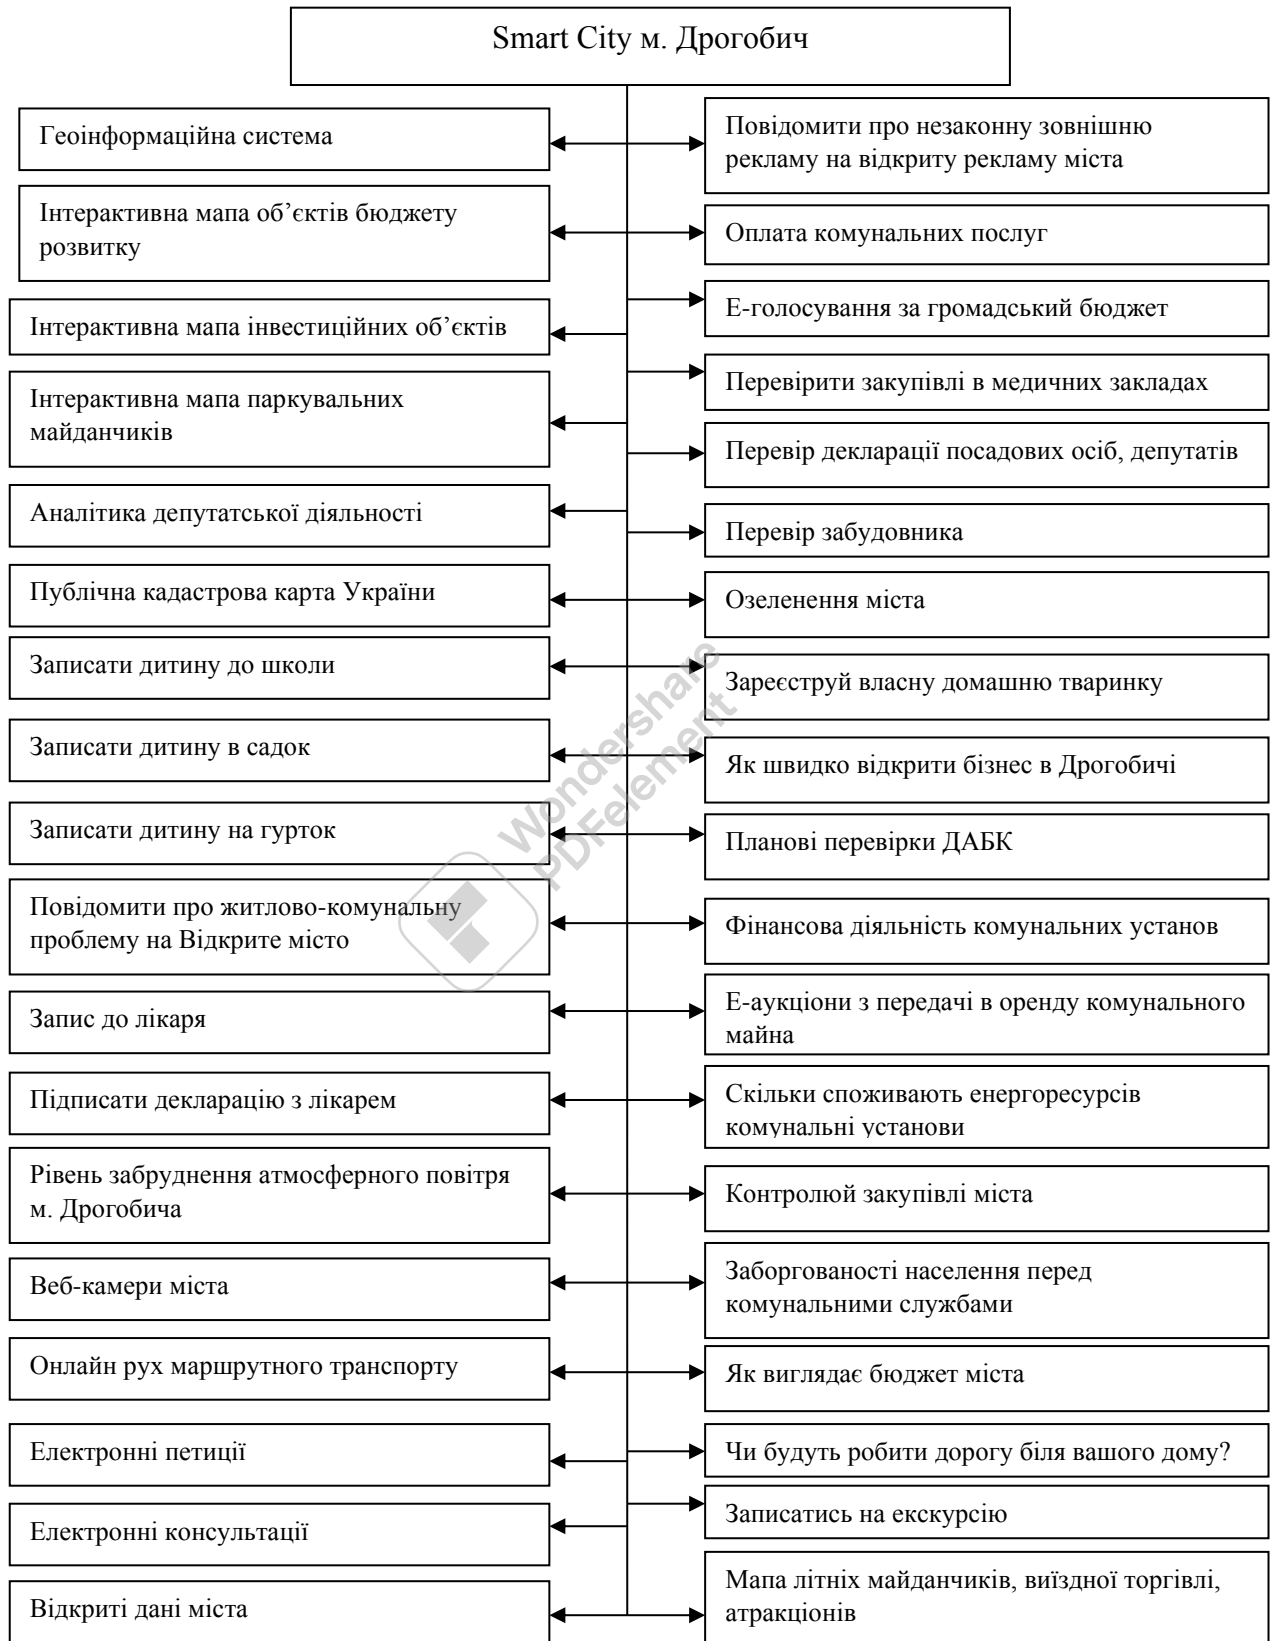 Smart City м. Дрогобич
Геоінформаційна система
Інтерактивна мапа об’єктів бюджету
розвитку
Інтерактивна мапа інвестиційних об’єктів
Інтерактивна мапа паркувальних
майданчиків
Аналітика депутатської діяльності
Публічна кадастрова карта України
Записати дитину до школи
Записати дитину в садок
Записати дитину на гурток
Повідомити про житлово-комунальну
проблему на Відкрите місто
Запис до лікаря
Підписати декларацію з лікарем
Рівень забруднення атмосферного повітря
м. Дрогобича
Веб-камери міста
Онлайн рух маршрутного транспорту
Електронні петиції
Електронні консультації
Відкриті дані міста
Повідомити про незаконну зовнішню
рекламу на відкриту рекламу міста
Оплата комунальних послуг
Е-голосування за громадський бюджет
Перевірити закупівлі в медичних закладах
Перевір декларації посадових осіб, депутатів
Перевір забудовника
Озеленення міста
Зареєструй власну домашню тваринку
Як швидко відкрити бізнес в Дрогобичі
Планові перевірки ДАБК
Фінансова діяльність комунальних установ
Е-аукціони з передачі в оренду комунального
майна
Скільки споживають енергоресурсів
комунальні установи
Контролюй закупівлі міста
Заборгованості населення перед
комунальними службами
Як виглядає бюджет міста
Чи будуть робити дорогу біля вашого дому?
Записатись на екскурсію
Мапа літніх майданчиків, виїздної торгівлі,
атракціонів
Wondershare
PDFelement